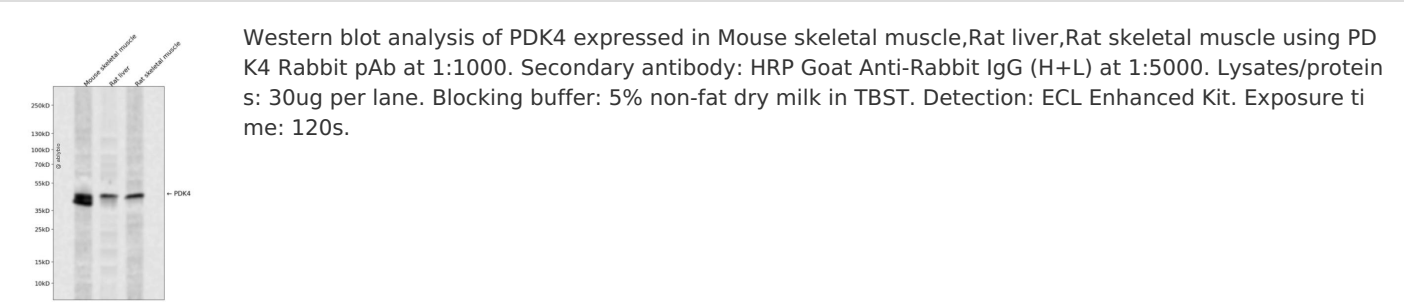 Mouse skeletal muscle
Rat liver
Rat skeletal muscle
250kD
130kD
100kD
70kD
55kD
35kD
25kD
15kD
10kD
@ ablybio
← PDK4
Western blot analysis of PDK4 expressed in Mouse skeletal muscle,Rat liver,Rat skeletal muscle using PD
K4 Rabbit pAb at 1:1000. Secondary antibody: HRP Goat Anti-Rabbit IgG (H+L) at 1:5000. Lysates/protein
s: 30ug per lane. Blocking buffer: 5% non-fat dry milk in TBST. Detection: ECL Enhanced Kit. Exposure ti
me: 120s.